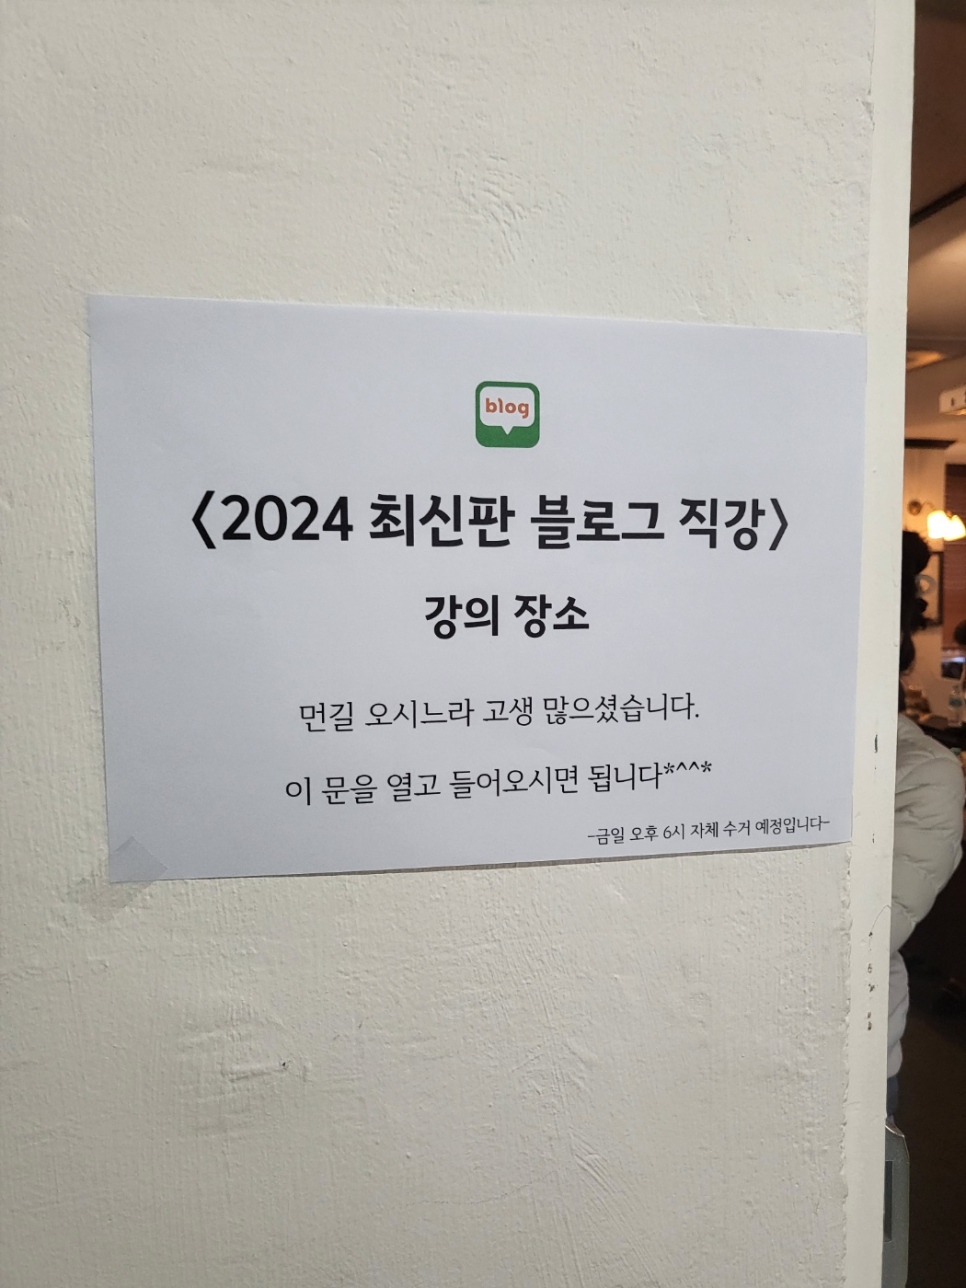 blog
〈2024 최신판 블로그 직강〉
강의 장소
먼길 오시느라 고생 많으셨습니다.
이 문을 열고 들어오시면 됩니다*^^*
-금일 오후 6시 자체 수거 예정입니다-